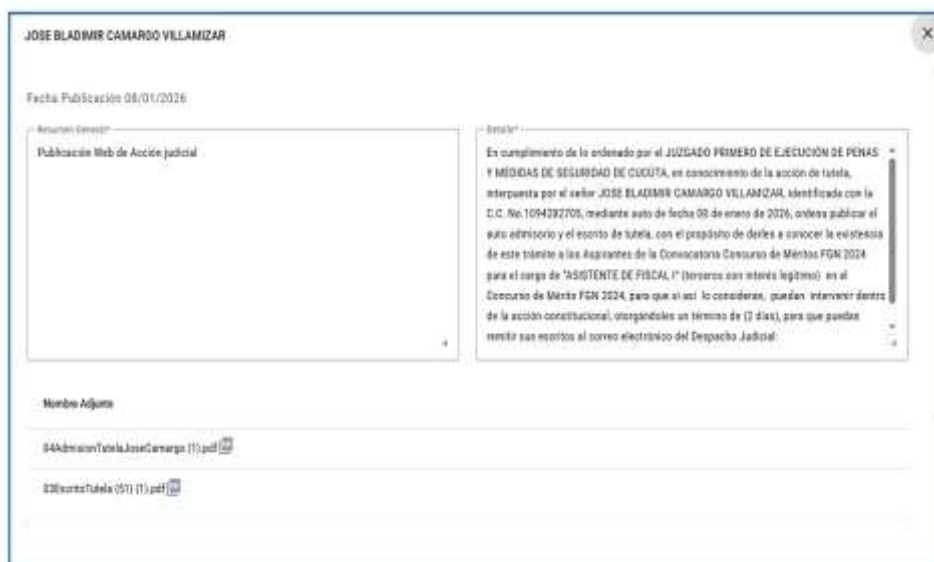 JOSE BLADIMIR CAMARGO VILLAMIZAR
Fecha Publicación 08/01/2026
Resumen General*
Publicación Web de Acción judicial
Detalle*
En cumplimiento de lo ordenado por el JUZGADO PRIMERO DE EJECUCIÓN DE PENAS
Y MEDIDAS DE SEGURIDAD DE CUCÚTA, en conocimiento de la acción de tutela,
interpuesta por el señor JOSE BLADIMIR CAMARGO VILLAMIZAR, identificada con la
C.C. No.1094282705, mediante auto de fecha 08 de enero de 2026, ordena publicar el
auto admisorio y el escrito de tutela, con el propósito de darles a conocer la existencia
de este trámite a los Aspirantes de la Convocatoria Concurso de Méritos FGN 2024
para el cargo de "ASISTENTE DE FISCAL I" (terceros con interés legítimo) en el
Concurso de Mérito FGN 2024, para que si así lo consideran, puedan intervenir dentro
de la acción constitucional, otorgándoles un término de (2 días), para que puedan
remitir sus escritos al correo electrónico del Despacho Judicial:
Nombre Adjunto
04AdmisionTutelaJoseCamargo (1).pdf
03EscritoTutela (51) (1).pdf